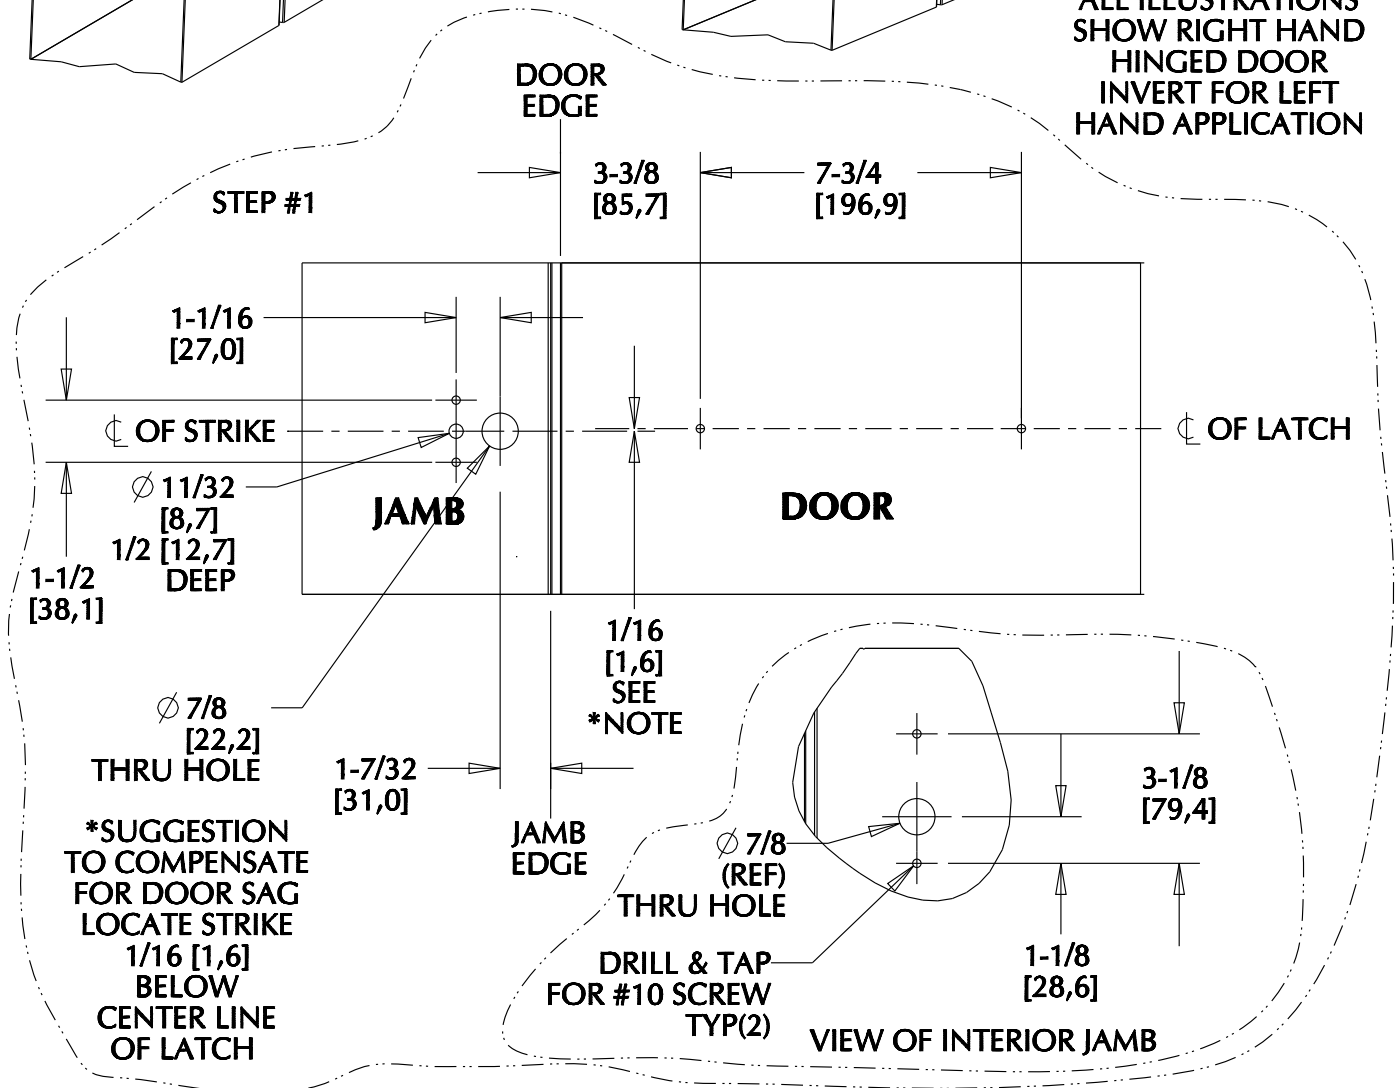 ALL ILLUSTRATIONS
SHOW RIGHT HAND
HINGED DOOR
INVERT FOR LEFT
HAND APPLICATION
DOOR
EDGE
STEP #1
3-3/8
[85,7]
7-3/4
[196,9]
1-1/16
[27,0]
℄ OF STRIKE
℄ OF LATCH
∅ 11/32
[8,7]
1/2 [12,7]
DEEP
JAMB
DOOR
1-1/2
[38,1]
1/16
[1,6]
SEE
*NOTE
∅ 7/8
[22,2]
THRU HOLE
1-7/32
[31,0]
JAMB
EDGE
*SUGGESTION
TO COMPENSATE
FOR DOOR SAG
LOCATE STRIKE
1/16 [1,6]
BELOW
CENTER LINE
OF LATCH
3-1/8
[79,4]
∅ 7/8
(REF)
THRU HOLE
DRILL & TAP
FOR #10 SCREW
TYP(2)
1-1/8
[28,6]
VIEW OF INTERIOR JAMB